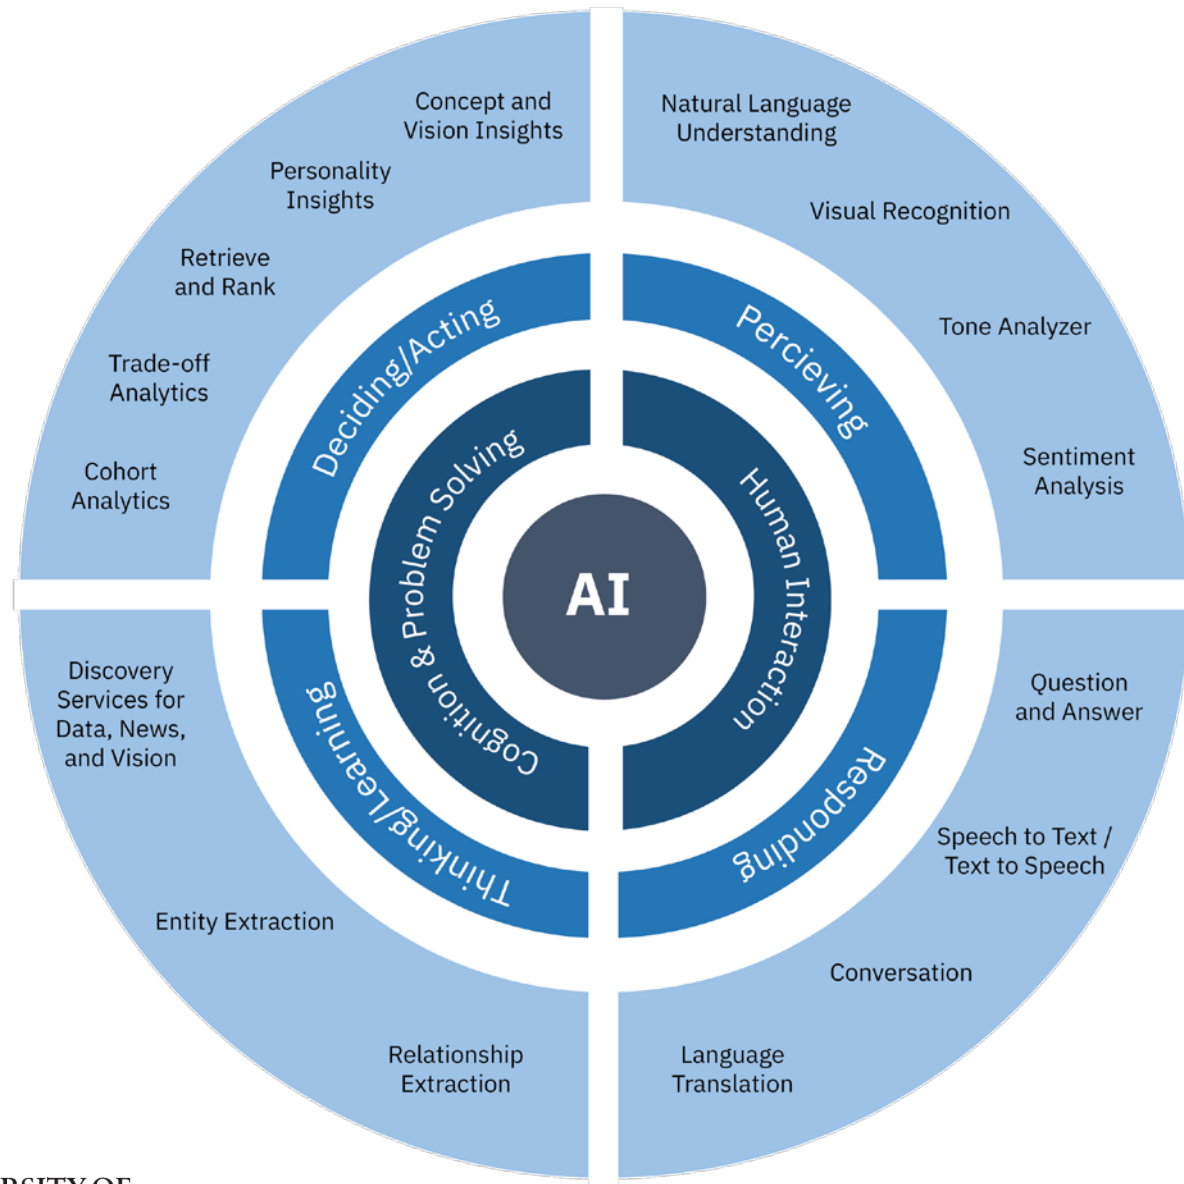 Concept and
Vision Insights
Personality
Insights
Retrieve
and Rank
Trade-off
Analytics
Cohort
Analytics
Natural Language
Understanding
Visual Recognition
Tone Analyzer
Sentiment
Analysis
Deciding/Acting
Percieving
Cognition & Problem Solving
Human Interaction
AI
Thinking/Learning
Responding
Discovery
Services for
Data, News,
and Vision
Entity Extraction
Relationship
Extraction
Question
and Answer
Speech to Text /
Text to Speech
Conversation
Language
Translation